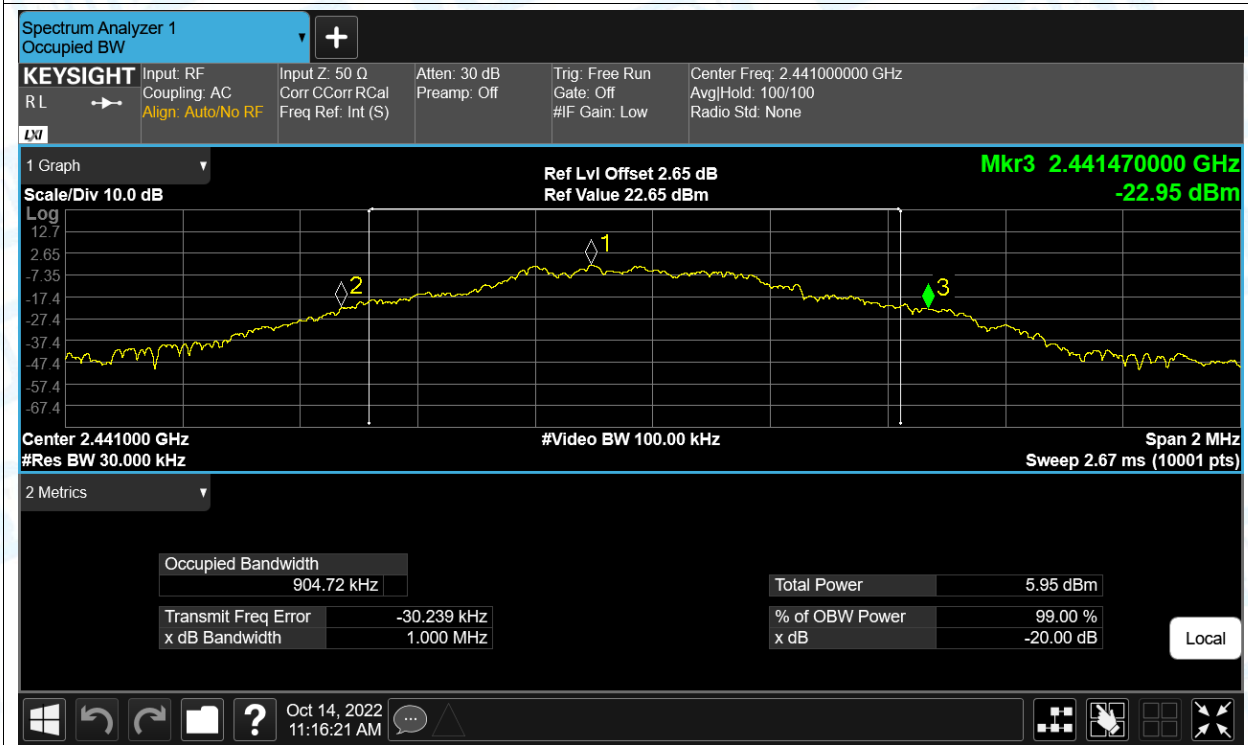 Spectrum Analyzer 1
Occupied BW
KEYSIGHT
R L
LXI
Input: RF
Coupling: AC
Align: Auto/No RF
Input Z: 50 Ω
Corr CCorr RCal
Freq Ref: Int (S)
Atten: 30 dB
Preamp: Off
Trig: Free Run
Gate: Off
#IF Gain: Low
Center Freq: 2.441000000 GHz
Avg|Hold: 100/100
Radio Std: None
1 Graph
Scale/Div 10.0 dB
Ref Lvl Offset 2.65 dB
Ref Value 22.65 dBm
Mkr3 2.441470000 GHz
-22.95 dBm
Log
12.7
2.65
-7.35
-17.4
-27.4
-37.4
-47.4
-57.4
-67.4
1
2
3
Center 2.441000 GHz
#Video BW 100.00 kHz
Span 2 MHz
#Res BW 30.000 kHz
Sweep 2.67 ms (10001 pts)
2 Metrics
Occupied Bandwidth
904.72 kHz
Total Power 5.95 dBm
Transmit Freq Error -30.239 kHz
% of OBW Power 99.00 %
x dB Bandwidth 1.000 MHz
x dB -20.00 dB
Local
?
Oct 14, 2022
11:16:21 AM